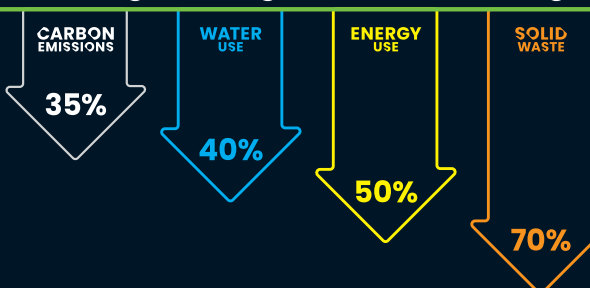 CARBON
EMISSIONS
35%
WATER
USE
40%
ENERGY
USE
50%
SOLID
WASTE
70%